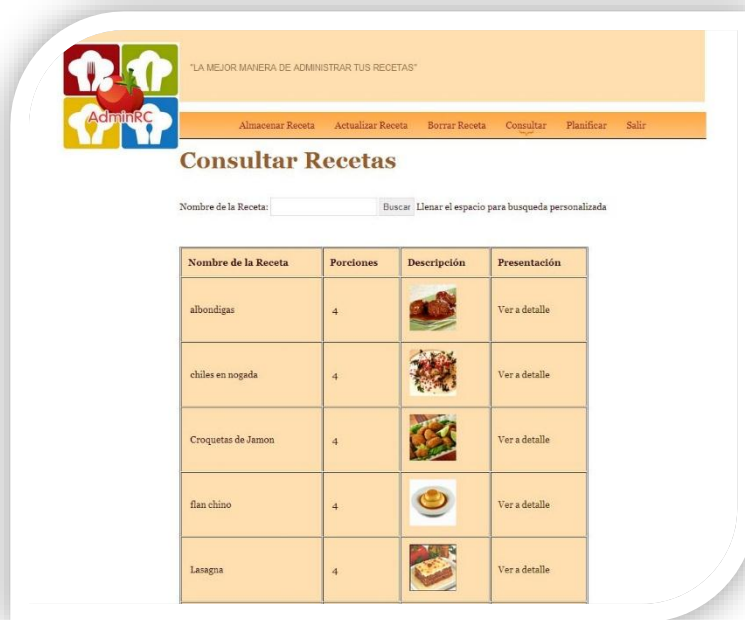 "LA MEJOR MANERA DE ADMINISTRAR TUS RECETAS"
AdminRC
Almacenar Receta Actualizar Receta Borrar Receta Consultar Planificar Salir
Consultar Recetas
Nombre de la Receta: Buscar Llenar el espacio para busqueda personalizada
Nombre de la Receta Porciones Descripción Presentación
albondigas 4 Ver a detalle
chiles en nogada 4 Ver a detalle
Croquetas de Jamon 4 Ver a detalle
flan chino 4 Ver a detalle
Lasagna 4 Ver a detalle